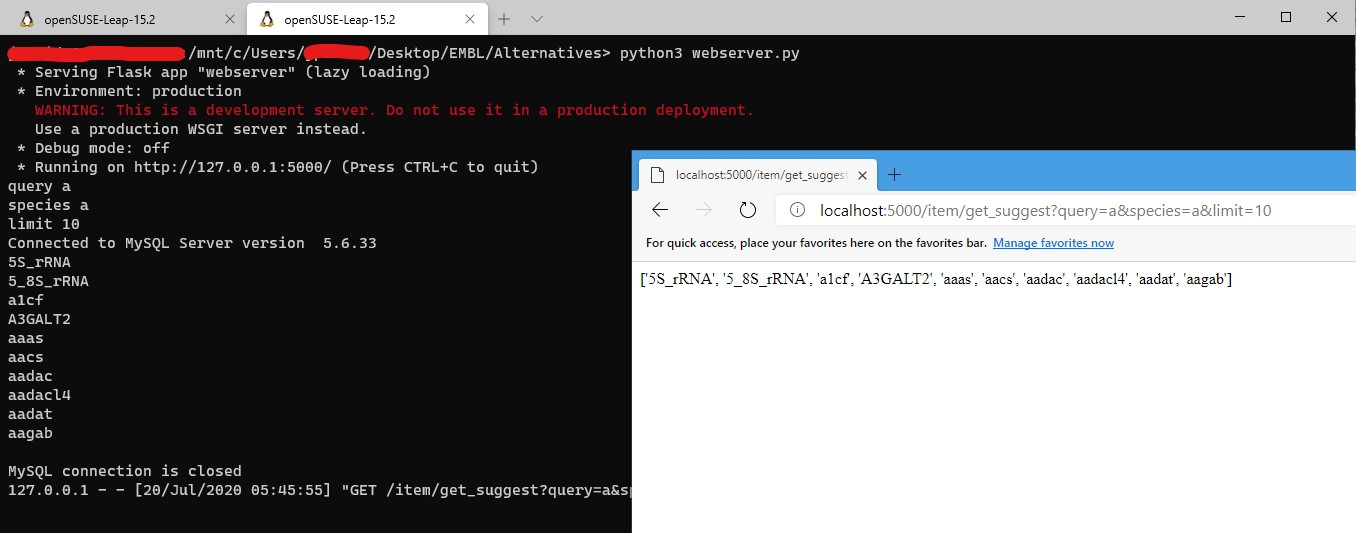 openSUSE-Leap-15.2
openSUSE-Leap-15.2
/mnt/c/Users/ /Desktop/EMBL/Alternatives> python3 webserver.py
* Serving Flask app "webserver" (lazy loading)
* Environment: production
WARNING: This is a development server. Do not use it in a production deployment.
Use a production WSGI server instead.
* Debug mode: off
* Running on http://127.0.0.1:5000/ (Press CTRL+C to quit)
query a
species a
limit 10
Connected to MySQL Server version  5.6.33
5S_rRNA
5_8S_rRNA
a1cf
A3GALT2
aaas
aacs
aadac
aadacl4
aadat
aagab
MySQL connection is closed
127.0.0.1 - - [20/Jul/2020 05:45:55] "GET /item/get_suggest?query=a&sp
localhost:5000/item/get_suggest
localhost:5000/item/get_suggest?query=a&species=a&limit=10
For quick access, place your favorites here on the favorites bar. Manage favorites now
['5S_rRNA', '5_8S_rRNA', 'a1cf', 'A3GALT2', 'aaas', 'aacs', 'aadac', 'aadacl4', 'aadat', 'aagab']